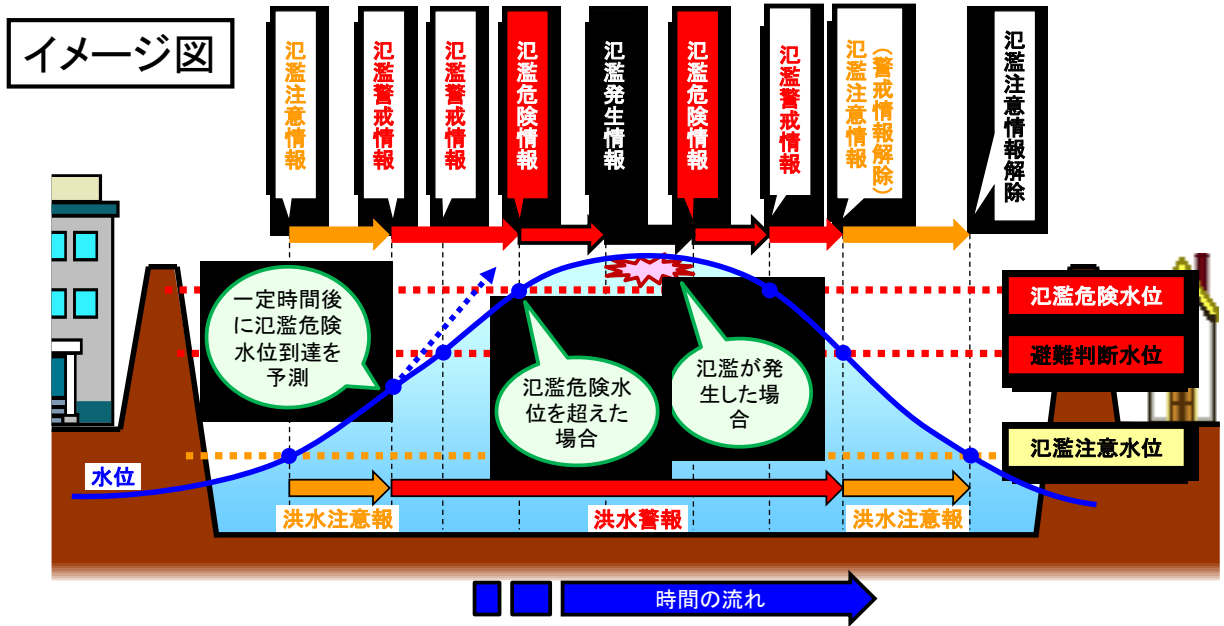 イメージ図
氾濫注意情報
氾濫警戒情報
氾濫警戒情報
氾濫危険情報
氾濫発生情報
氾濫危険情報
氾濫警戒情報
氾濫注意情報
（警戒情報解除）
氾濫注意情報解除
一定時間後
に氾濫危険
水位到達を
予測
氾濫危険水
位を超えた
場合
氾濫が発
生した場
合
氾濫危険水位
避難判断水位
氾濫注意水位
水位
洪水注意報
洪水警報
洪水注意報
時間の流れ